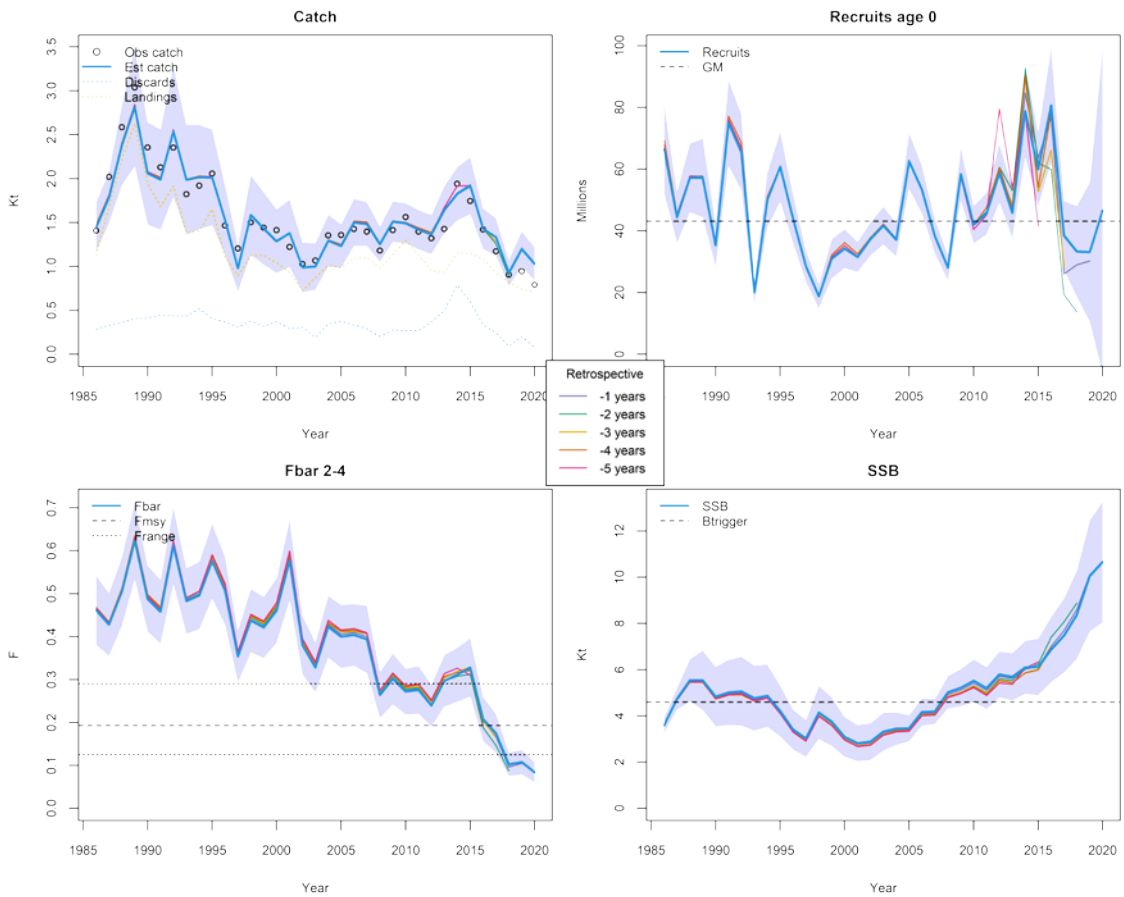 Catch
Kt
0.0 0.5 1.0 1.5 2.0 2.5 3.0 3.5
Obs catch
Est catch
Discards
Landings
1985 1990 1995 2000 2005 2010 2015 2020
Year
Recruits age 0
Millions
0 20 40 60 80 100
Recruits
GM
1990 1995 2000 2005 2010 2015 2020
Year
Retrospective
-1 years
-2 years
-3 years
-4 years
-5 years
Fbar 2-4
F
0.0 0.1 0.2 0.3 0.4 0.5 0.6 0.7
Fbar
Fmsy
Frange
1985 1990 1995 2000 2005 2010 2015 2020
Year
SSB
Kt
0 2 4 6 8 10 12
SSB
Btrigger
1985 1990 1995 2000 2005 2010 2015 2020
Year